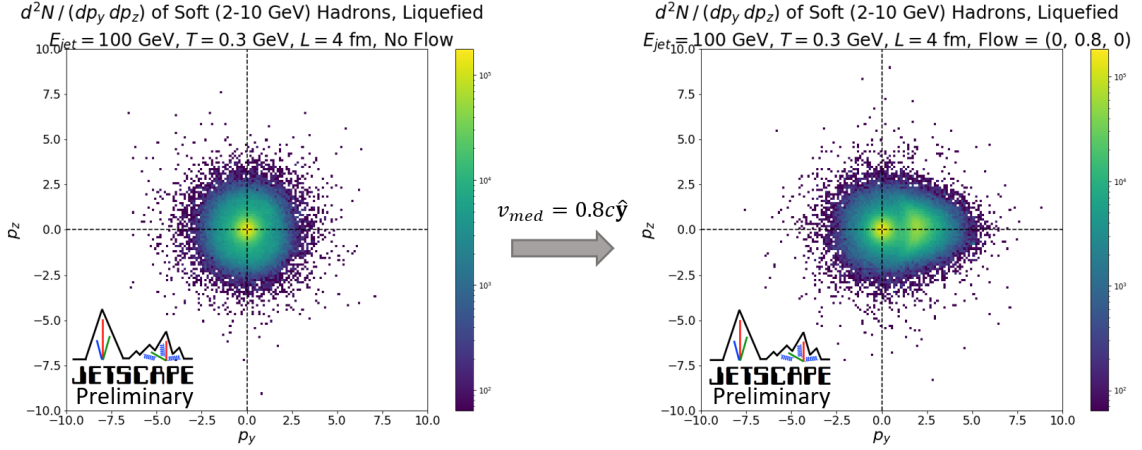 d²N / (dp_y dp_z) of Soft (2-10 GeV) Hadrons, Liquefied
E_jet = 100 GeV, T = 0.3 GeV, L = 4 fm, No Flow
10.0
7.5
5.0
2.5
0.0
−2.5
−5.0
−7.5
−10.0
p_z
−10.0 −7.5 −5.0 −2.5 0.0 2.5 5.0 7.5 10.0
p_y
10⁵
10⁴
10³
10²
JETSCAPE
Preliminary
v_med = 0.8cŷ
d²N / (dp_y dp_z) of Soft (2-10 GeV) Hadrons, Liquefied
E_jet = 100 GeV, T = 0.3 GeV, L = 4 fm, Flow = (0, 0.8, 0)
10.0
7.5
5.0
2.5
0.0
−2.5
−5.0
−7.5
−10.0
p_z
−10.0 −7.5 −5.0 −2.5 0.0 2.5 5.0 7.5 10.0
p_y
10⁵
10⁴
10³
10²
JETSCAPE
Preliminary